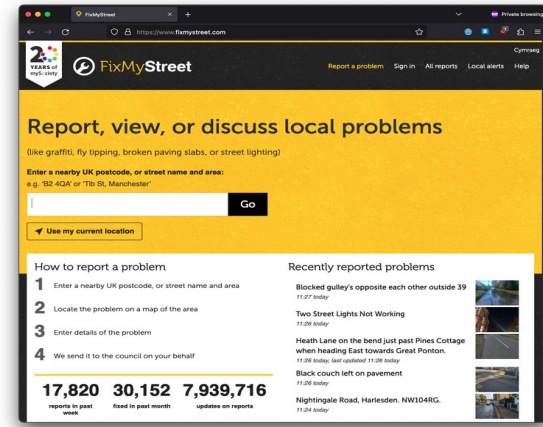 FixMyStreet
Private browsing
https://www.fixmystreet.com
20
YEARS of
mySociety
FixMyStreet
Cymraeg
Report a problem Sign in All reports Local alerts Help
Report, view, or discuss local problems
(like graffiti, fly tipping, broken paving slabs, or street lighting)
Enter a nearby UK postcode, or street name and area:
e.g. ‘B2 4QA’ or ‘Tib St, Manchester’
Go
Use my current location
How to report a problem
1 Enter a nearby UK postcode, or street name and area
2 Locate the problem on a map of the area
3 Enter details of the problem
4 We send it to the council on your behalf
17,820 30,152 7,939,716
reports in past week fixed in past month updates on reports
Recently reported problems
Blocked gulley's opposite each other outside 39
11:27 today
Two Street Lights Not Working
11:26 today
Heath Lane on the bend just past Pines Cottage
when heading East towards Great Ponton.
11:26 today, last updated 11:26 today
Black couch left on pavement
11:26 today
Nightingale Road, Harlesden. NW104RG.
11:24 today